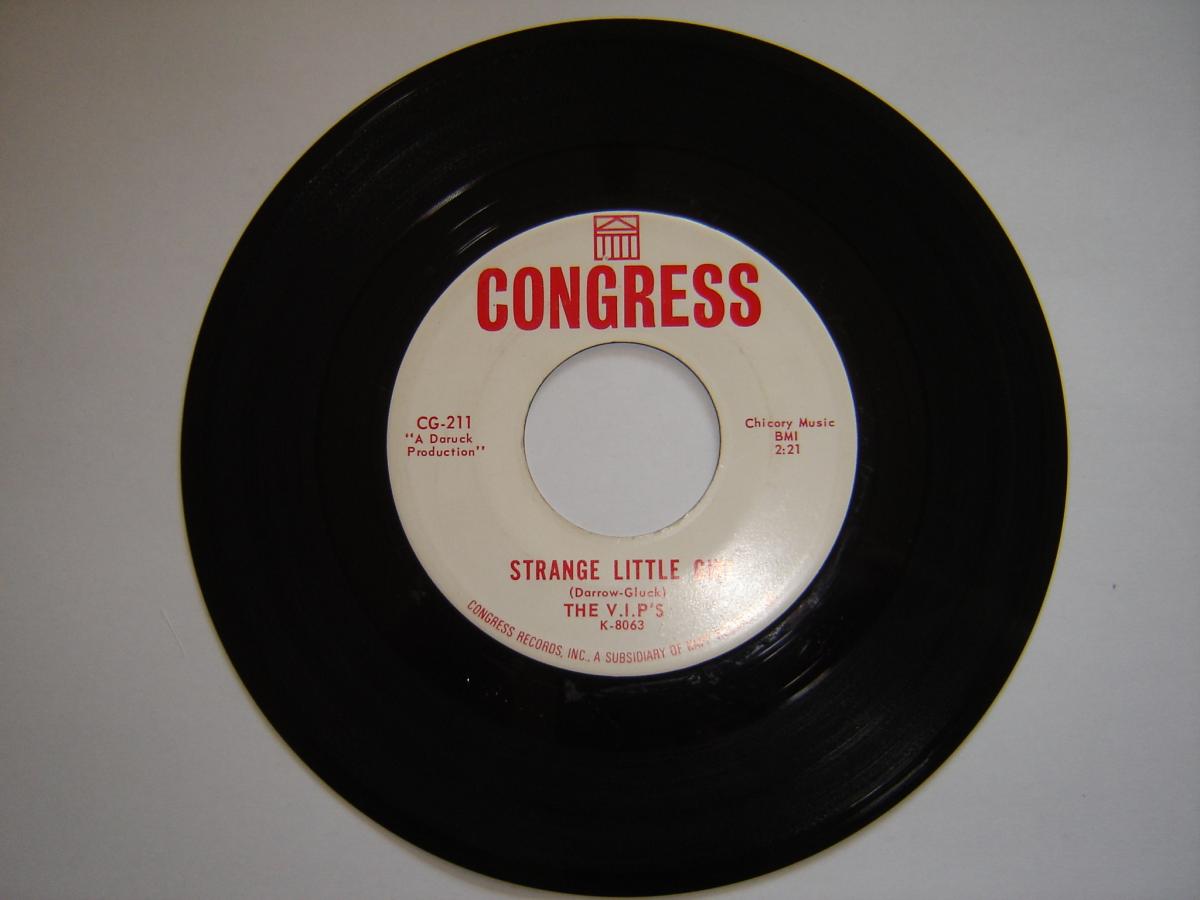 CONGRESS
CG-211
"A Daruck
Production"
Chicory Music
BMI
2:21
STRANGE LITTLE
(Darrow-Gluck)
THE V.I.P'S
K-8063
CONGRESS RECORDS, INC., A SUBSIDIARY OF